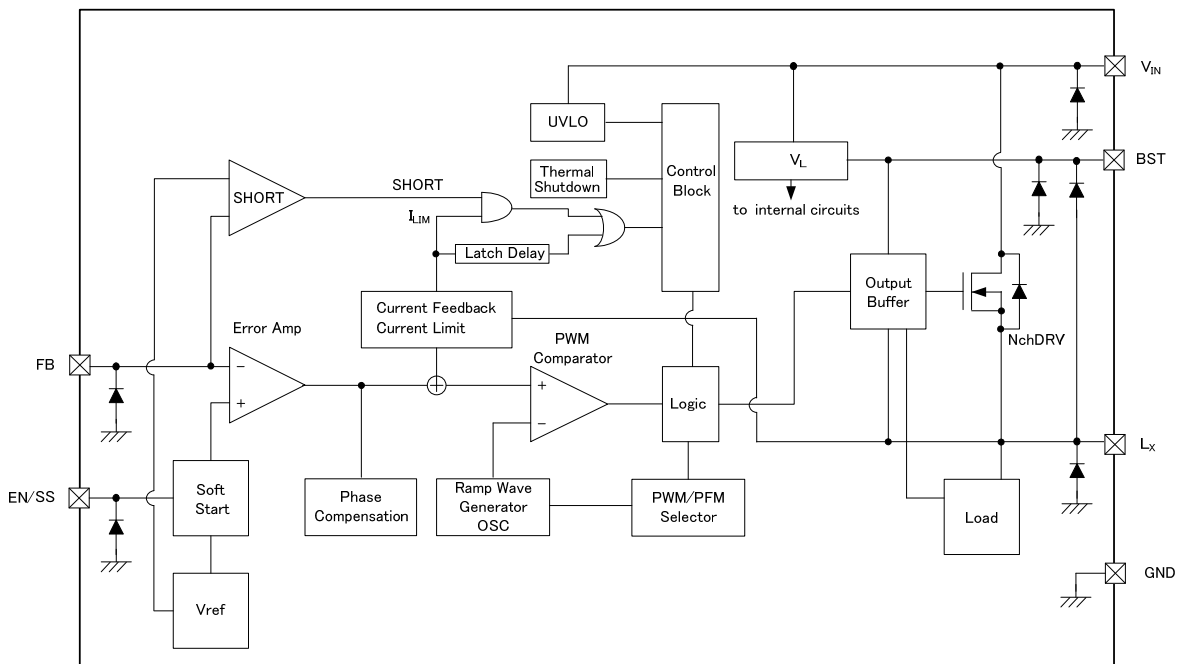 V_IN
UVLO
BST
V_L
Thermal
Shutdown
Control
Block
SHORT
SHORT
to internal circuits
I_LIM
Latch Delay
Output
Buffer
Current Feedback
Current Limit
Error Amp
PWM
Comparator
NchDRV
FB
−
+
+
−
Logic
L_X
EN/SS
Soft
Start
Phase
Compensation
Ramp Wave
Generator
OSC
PWM/PFM
Selector
Load
GND
Vref